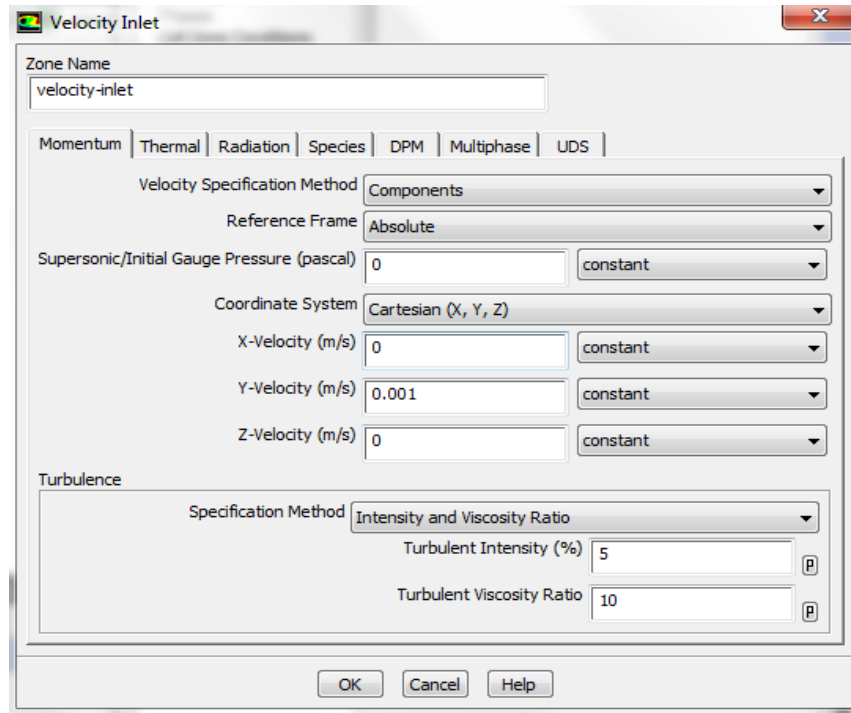 Velocity Inlet
Zone Name
velocity-inlet
Momentum Thermal Radiation Species DPM Multiphase UDS
Velocity Specification Method Components
Reference Frame Absolute
Supersonic/Initial Gauge Pressure (pascal) 0 constant
Coordinate System Cartesian (X, Y, Z)
X-Velocity (m/s) 0 constant
Y-Velocity (m/s) 0.001 constant
Z-Velocity (m/s) 0 constant
Turbulence
Specification Method Intensity and Viscosity Ratio
Turbulent Intensity (%) 5 P
Turbulent Viscosity Ratio 10 P
OK Cancel Help